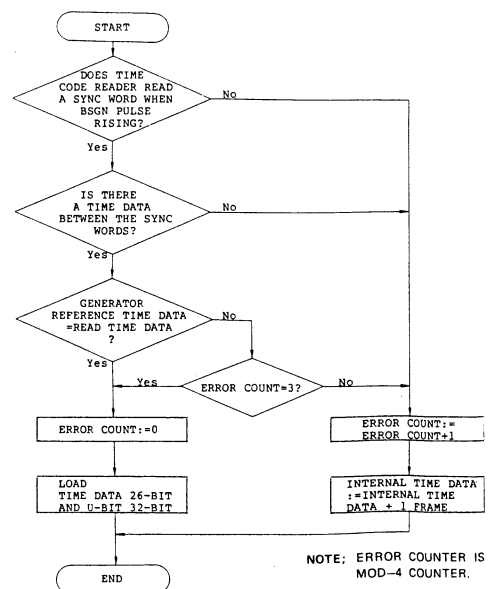 START
DOES TIME
CODE READER READ
A SYNC WORD WHEN
BSGN PULSE
RISING?
No
Yes
IS THERE
A TIME DATA
BETWEEN THE SYNC
WORDS?
No
Yes
GENERATOR
REFERENCE TIME DATA
=READ TIME DATA
?
No
Yes
Yes
ERROR COUNT=3?
No
ERROR COUNT:=0
ERROR COUNT:=
ERROR COUNT+1
LOAD
TIME DATA 26-BIT
AND U-BIT 32-BIT
INTERNAL TIME DATA
:=INTERNAL TIME
DATA + 1 FRAME
END
NOTE; ERROR COUNTER IS
MOD-4 COUNTER.